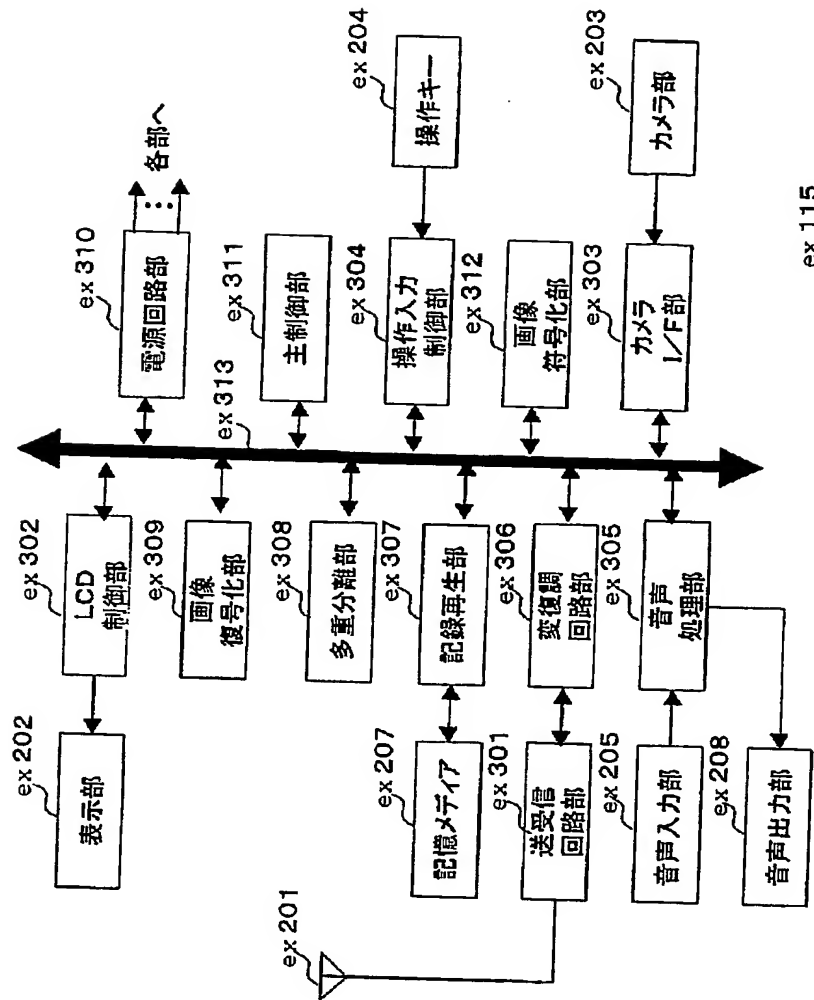 ex 201
ex 202
表示部
ex 302
LCD
制御部
ex 309
画像
復号化部
ex 308
多重分離部
ex 207
記憶メディア
ex 307
記録再生部
ex 301
送受信
回路部
ex 306
変復調
回路部
ex 205
音声入力部
ex 305
音声
処理部
ex 208
音声出力部
ex 313
ex 310
電源回路部
各部へ
ex 311
主制御部
ex 304
操作入力
制御部
ex 204
操作キー
ex 312
画像
符号化部
ex 303
カメラ
I/F部
ex 203
カメラ部
ex 115